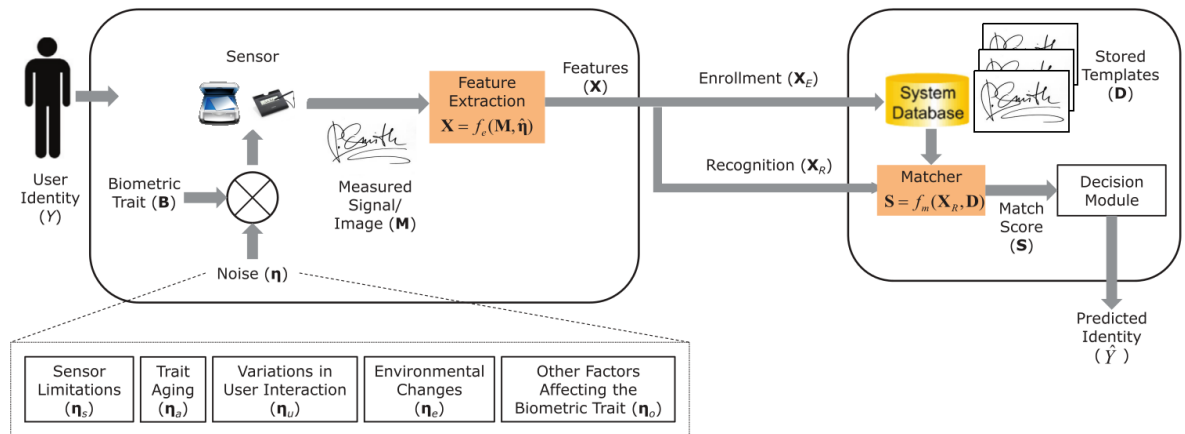 User
Identity
(Y)
Sensor
Biometric
Trait (B)
Noise (η)
P.Smith
Measured
Signal/
Image (M)
Feature
Extraction
X = f_e(M, η̂)
Features
(X)
Enrollment (X_E)
Recognition (X_R)
System
Database
P.Smith
Stored
Templates
(D)
Matcher
S = f_m(X_R, D)
Match
Score
(S)
Decision
Module
Predicted
Identity
(Ŷ)
Sensor
Limitations
(η_s)
Trait
Aging
(η_a)
Variations in
User Interaction
(η_u)
Environmental
Changes
(η_e)
Other Factors
Affecting the
Biometric Trait (η_o)